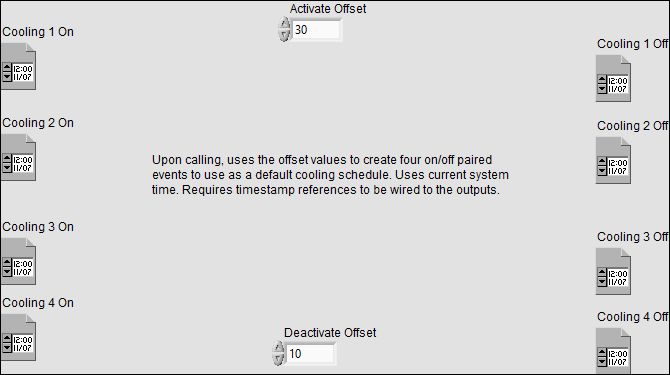 Activate Offset
30
Cooling 1 On
12:00
11/07
Cooling 1 Off
12:00
11/07
Cooling 2 On
12:00
11/07
Cooling 2 Off
12:00
11/07
Upon calling, uses the offset values to create four on/off paired
events to use as a default cooling schedule. Uses current system
time. Requires timestamp references to be wired to the outputs.
Cooling 3 On
12:00
11/07
Cooling 3 Off
12:00
11/07
Cooling 4 On
12:00
11/07
Cooling 4 Off
12:00
11/07
Deactivate Offset
10